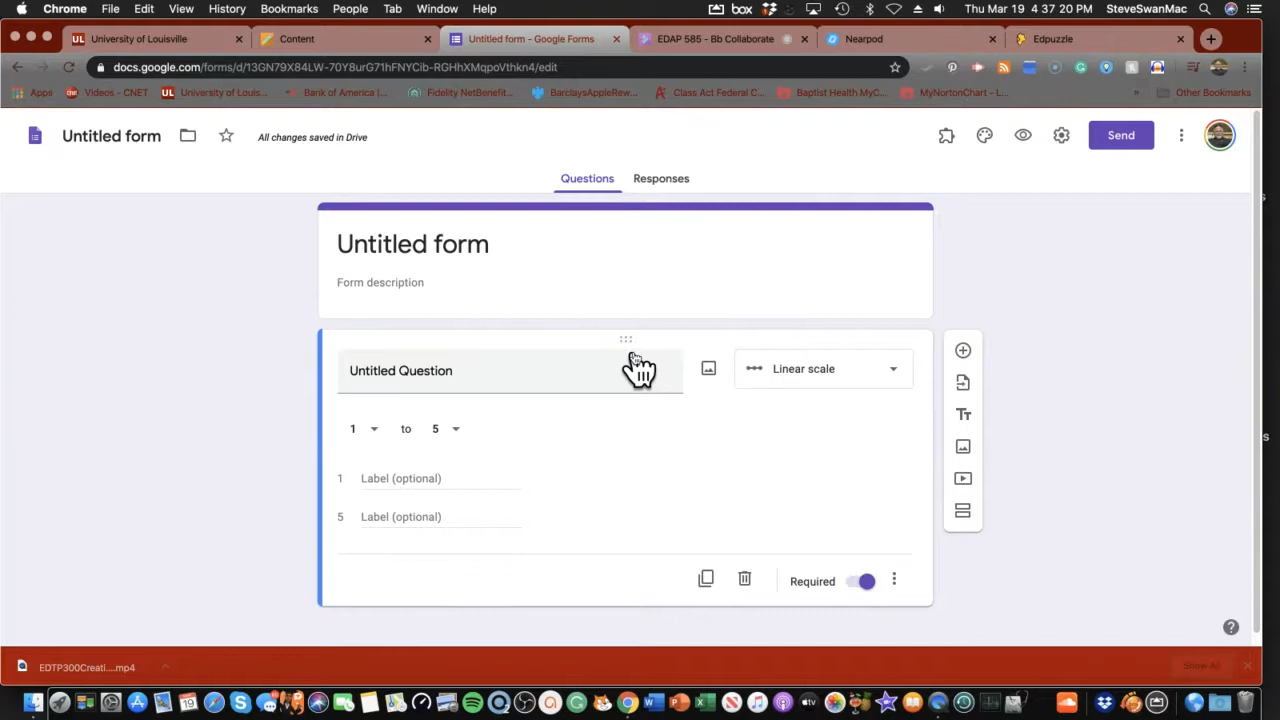 Chrome File Edit View History Bookmarks People Tab Window Help box Thu Mar 19 4 37 20 PM SteveSwanMac
University of Louisville Content Untitled form - Google Forms EDAP 585 - Bb Collaborate Nearpod Edpuzzle
docs.google.com/forms/d/13GN79X84LW-70Y8urG71hFNYCib-RGHhXMqpoVthkn4/edit
Apps Videos - CNET University of Louis... Bank of America |... Fidelity NetBenefit... BarclaysAppleRew... Class Act Federal C... Baptist Health MyC... MyNortonChart - L... » Other Bookmarks
Untitled form All changes saved in Drive Send
Questions Responses
Untitled form
Form description
Untitled Question Linear scale
1 to 5
1 Label (optional)
5 Label (optional)
Required
EDTP300Creati....mp4 Show All